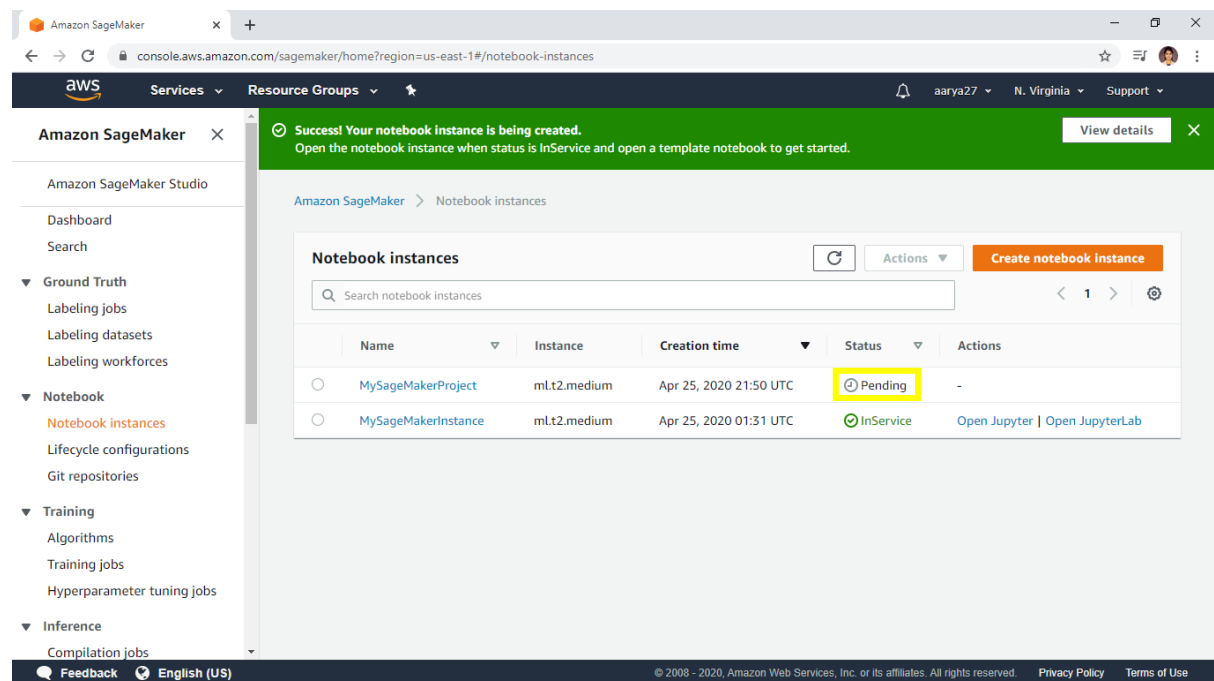 Amazon SageMaker
console.aws.amazon.com/sagemaker/home?region=us-east-1#/notebook-instances
aws Services Resource Groups aarya27 N. Virginia Support
Amazon SageMaker
Success! Your notebook instance is being created.
Open the notebook instance when status is InService and open a template notebook to get started.
View details
Amazon SageMaker Studio
Dashboard
Search
Ground Truth
Labeling jobs
Labeling datasets
Labeling workforces
Notebook
Notebook instances
Lifecycle configurations
Git repositories
Training
Algorithms
Training jobs
Hyperparameter tuning jobs
Inference
Compilation jobs
Amazon SageMaker > Notebook instances
Notebook instances
Actions
Create notebook instance
Search notebook instances
< 1 >
Name Instance Creation time Status Actions
MySageMakerProject ml.t2.medium Apr 25, 2020 21:50 UTC Pending -
MySageMakerInstance ml.t2.medium Apr 25, 2020 01:31 UTC InService Open Jupyter | Open JupyterLab
Feedback English (US) © 2008 - 2020, Amazon Web Services, Inc. or its affiliates. All rights reserved. Privacy Policy Terms of Use